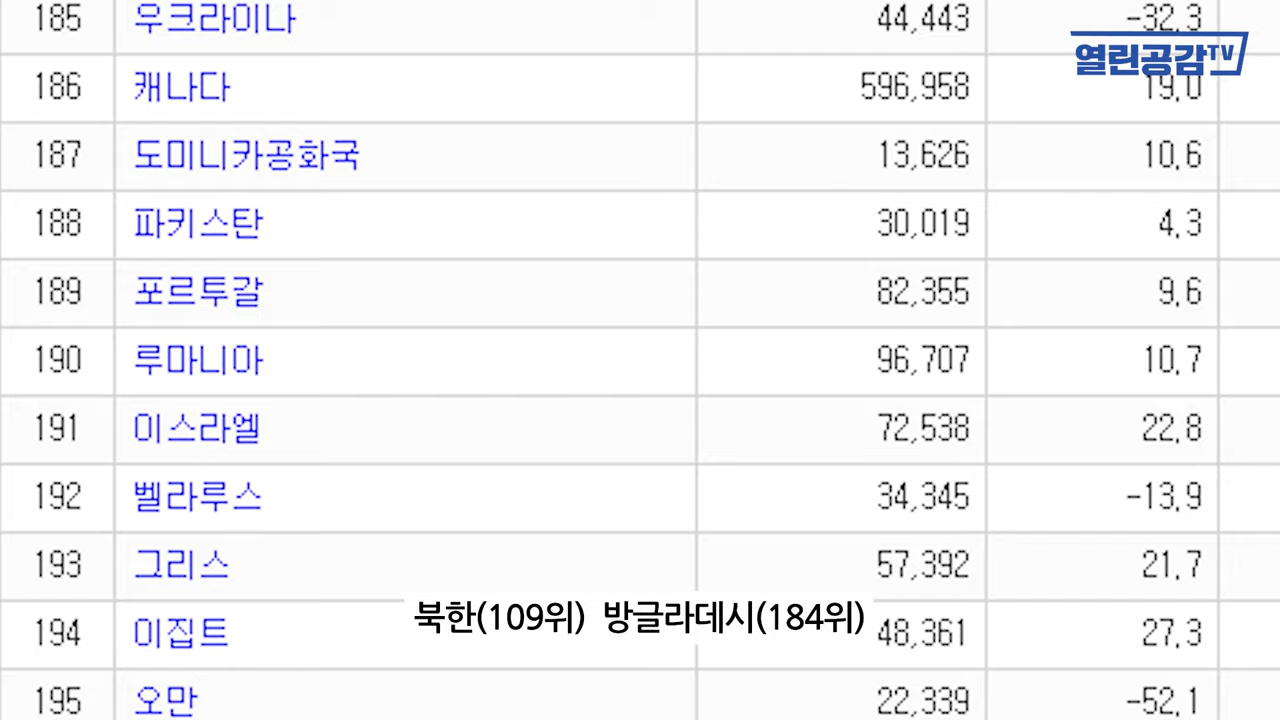 185 우크라이나 44,443 -32.3
열린공감TV
186 캐나다 596,958 19.0
187 도미니카공화국 13,626 10.6
188 파키스탄 30,019 4.3
189 포르투갈 82,355 9.6
190 루마니아 96,707 10.7
191 이스라엘 72,538 22.8
192 벨라루스 34,345 -13.9
193 그리스 57,392 21.7
194 이집트 48,361 27.3
북한(109위) 방글라데시(184위)
195 오만 22,339 -52.1